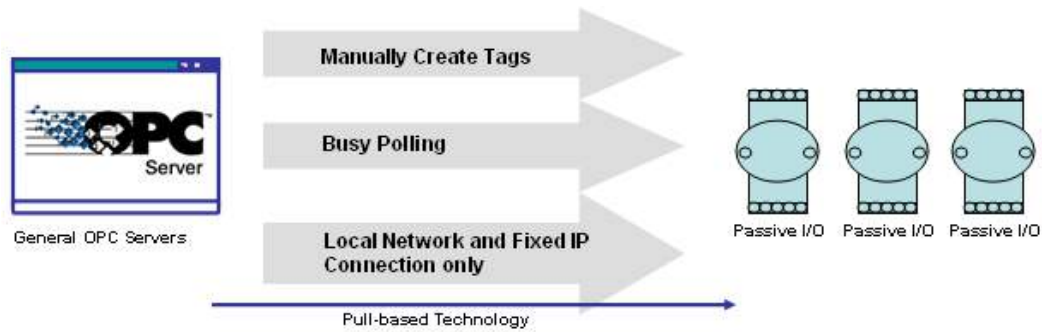 Manually Create Tags
OPC™
Server
Busy Polling
General OPC Servers
Local Network and Fixed IP
Connection only
Passive I/O Passive I/O Passive I/O
Pull-based Technology